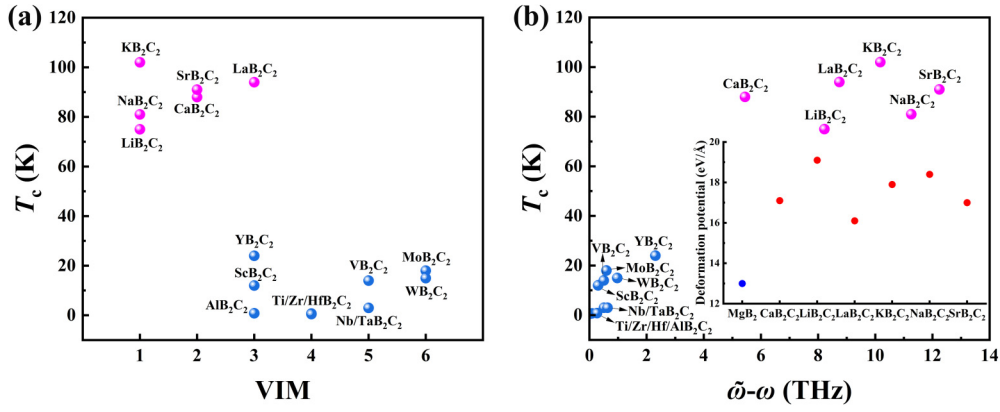 (a)
120
100
80
60
40
20
0
Tc (K)
KB₂C₂
SrB₂C₂
LaB₂C₂
NaB₂C₂
CaB₂C₂
LiB₂C₂
YB₂C₂
ScB₂C₂
AlB₂C₂
Ti/Zr/HfB₂C₂
VB₂C₂
Nb/TaB₂C₂
MoB₂C₂
WB₂C₂
1 2 3 4 5 6
VIM
(b)
120
100
80
60
40
20
0
Tc (K)
KB₂C₂
LaB₂C₂
SrB₂C₂
CaB₂C₂
NaB₂C₂
LiB₂C₂
YB₂C₂
VB₂C₂
MoB₂C₂
WB₂C₂
ScB₂C₂
Nb/TaB₂C₂
Ti/Zr/Hf/AlB₂C₂
Deformation potential (eV/Å)
20
19
18
17
16
15
14
13
12
MgB₂ CaB₂C₂ LiB₂C₂ LaB₂C₂ KB₂C₂ NaB₂C₂ SrB₂C₂
0 2 4 6 8 10 12 14
ω̃-ω (THz)